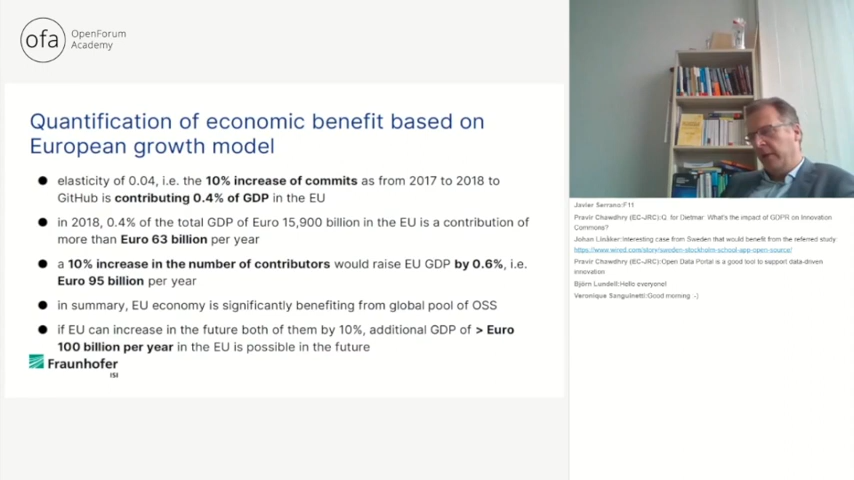 ofa
OpenForum
Academy
Quantification of economic benefit based on
European growth model
elasticity of 0.04, i.e. the 10% increase of commits as from 2017 to 2018 to
GitHub is contributing 0.4% of GDP in the EU
in 2018, 0.4% of the total GDP of Euro 15,900 billion in the EU is a contribution of
more than Euro 63 billion per year
a 10% increase in the number of contributors would raise EU GDP by 0.6%, i.e.
Euro 95 billion per year
in summary, EU economy is significantly benefiting from global pool of OSS
if EU can increase in the future both of them by 10%, additional GDP of > Euro
100 billion per year in the EU is possible in the future
Fraunhofer
ISI
Javier Serrano:F11
Pravir Chawdhry (EC-JRC):Q for Dietmar What's the impact of GDPR on Innovation
Commons?
Johan Linåker:Interesting case from Sweden that would benefit from the referred study:
https://www.wired.com/story/sweden-stockholm-school-app-open-source/
Pravir Chawdhry (EC-JRC):Open Data Portal is a good tool to support data-driven
innovation
Björn Lundell:Hello everyone!
Veronique Sanguinetti:Good morning :-)